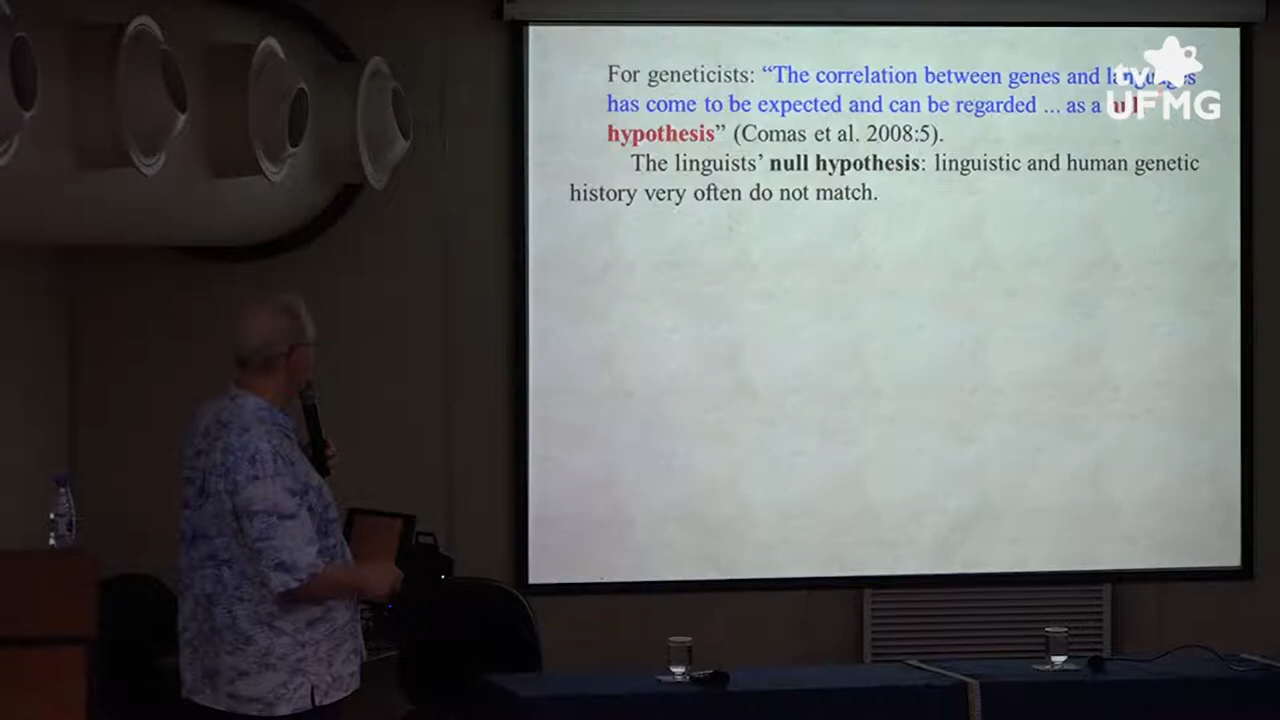 For geneticists: “The correlation between genes and languages
has come to be expected and can be regarded ... as a null
hypothesis” (Comas et al. 2008:5).
The linguists’ null hypothesis: linguistic and human genetic
history very often do not match.
tv
UFMG